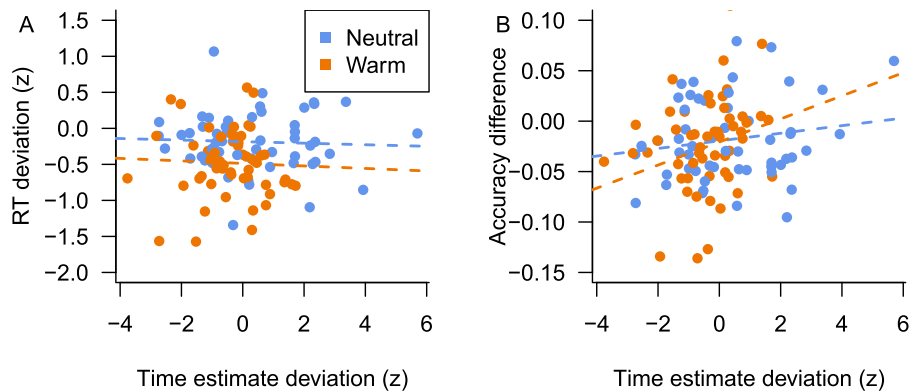 A
RT deviation (z)
1.5
0.5
0.0
−0.5
−1.0
−1.5
−2.0
Neutral
Warm
−4 −2 0 2 4 6
Time estimate deviation (z)
B
Accuracy difference
0.10
0.05
0.00
−0.05
−0.10
−0.15
−4 −2 0 2 4 6
Time estimate deviation (z)